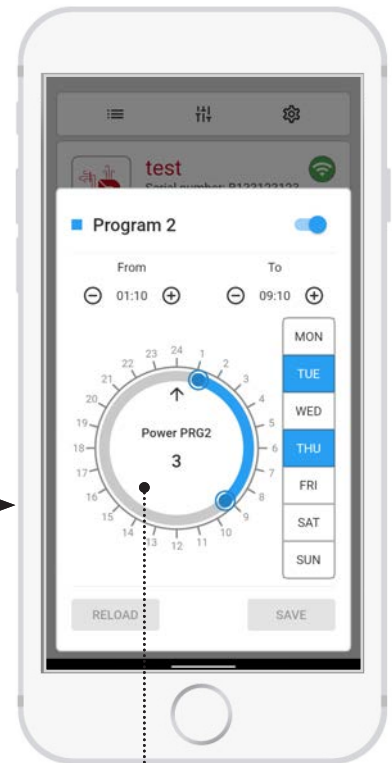 test
Serial number: B123123123
Program 2
From
To
01:10
09:10
24
1
2
3
4
5
6
7
8
9
10
11
12
13
14
15
16
17
18
19
20
21
22
23
Power PRG2
3
MON
TUE
WED
THU
FRI
SAT
SUN
RELOAD
SAVE